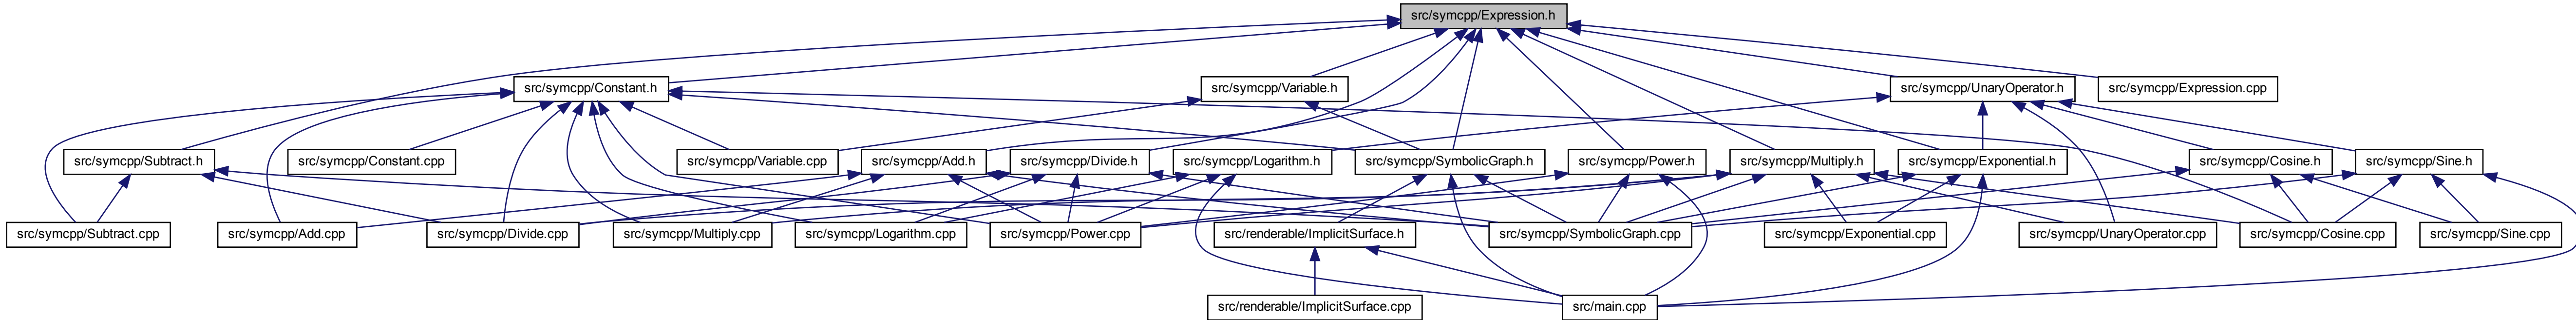 src/symcpp/Expression.h
src/symcpp/Constant.h
src/symcpp/Variable.h
src/symcpp/UnaryOperator.h
src/symcpp/Expression.cpp
src/symcpp/Subtract.h
src/symcpp/Constant.cpp
src/symcpp/Variable.cpp
src/symcpp/Add.h
src/symcpp/Divide.h
src/symcpp/Logarithm.h
src/symcpp/SymbolicGraph.h
src/symcpp/Power.h
src/symcpp/Multiply.h
src/symcpp/Exponential.h
src/symcpp/Cosine.h
src/symcpp/Sine.h
src/symcpp/Subtract.cpp
src/symcpp/Add.cpp
src/symcpp/Divide.cpp
src/symcpp/Multiply.cpp
src/symcpp/Logarithm.cpp
src/symcpp/Power.cpp
src/renderable/ImplicitSurface.h
src/symcpp/SymbolicGraph.cpp
src/symcpp/Exponential.cpp
src/symcpp/UnaryOperator.cpp
src/symcpp/Cosine.cpp
src/symcpp/Sine.cpp
src/renderable/ImplicitSurface.cpp
src/main.cpp